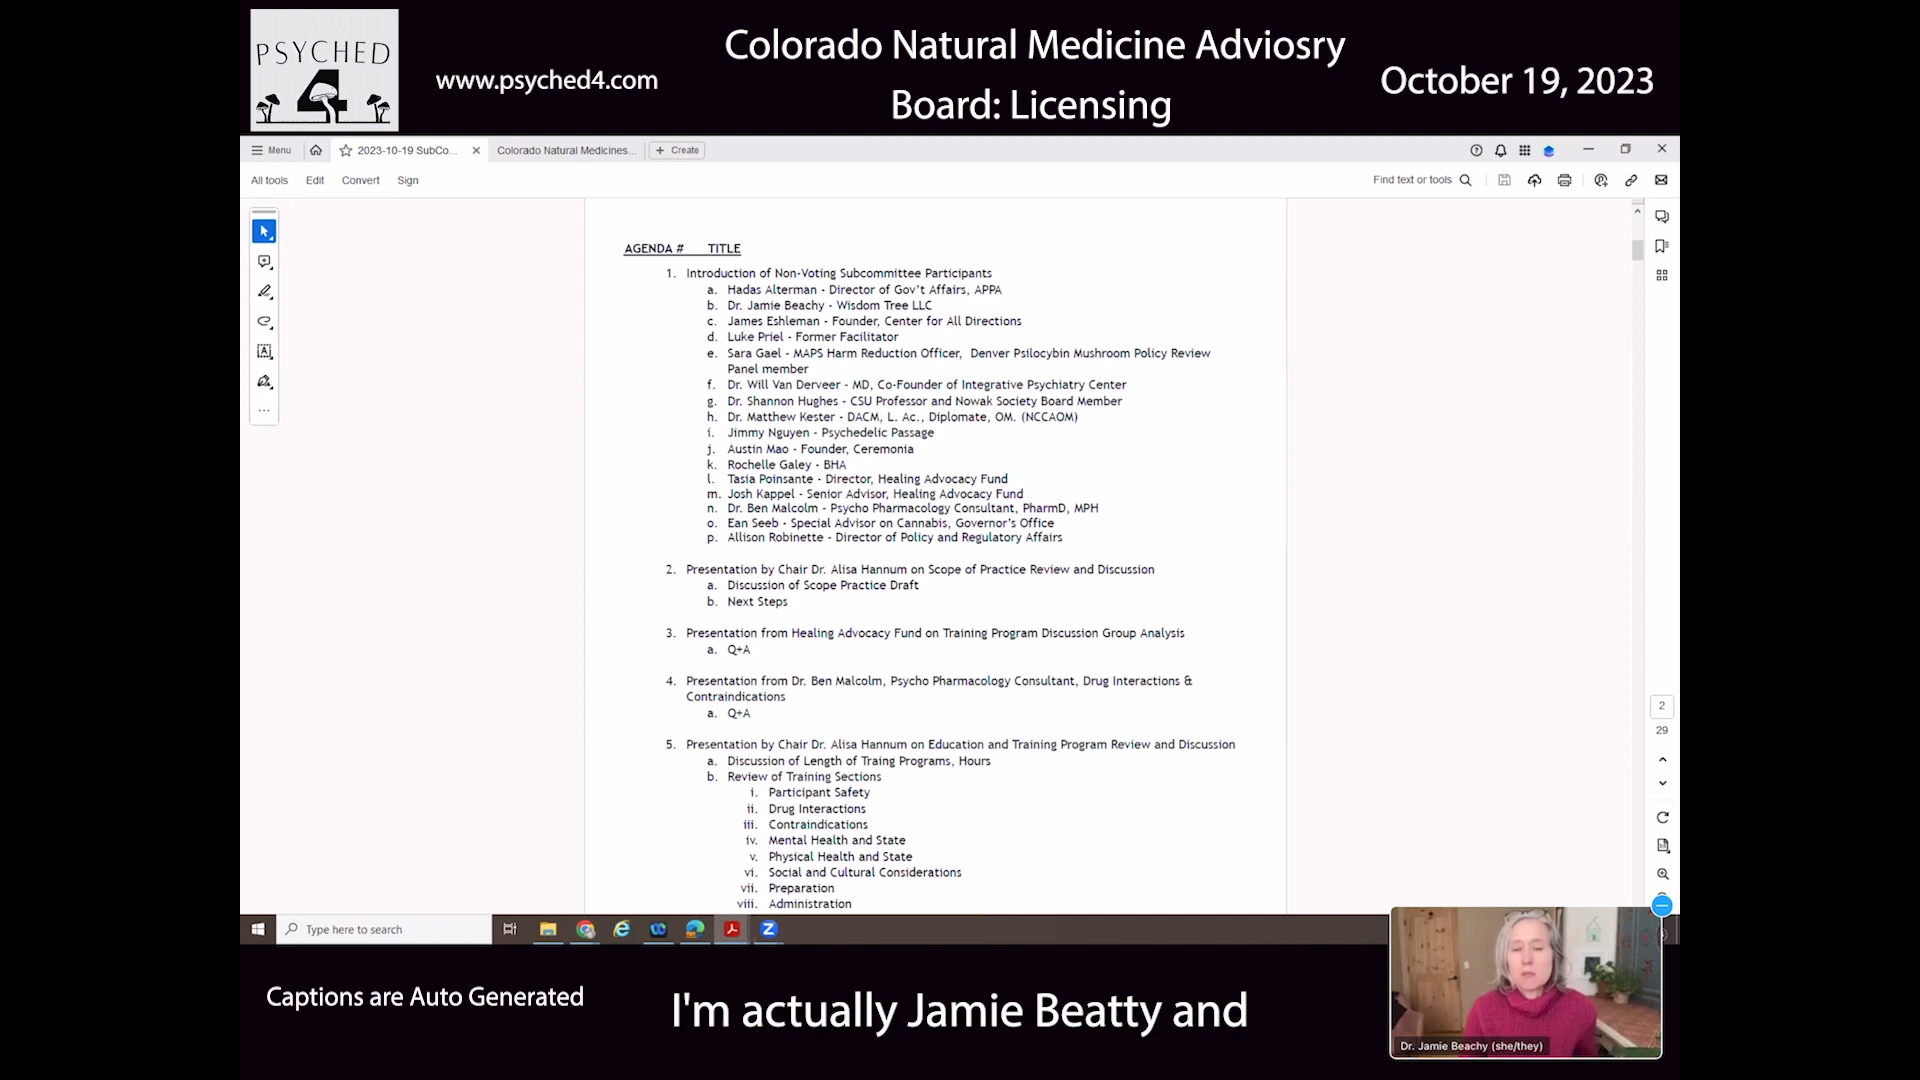 PSYCHED
4
www.psyched4.com
Colorado Natural Medicine Adviosry
Board: Licensing
October 19, 2023
Menu
2023-10-19 SubCo...
Colorado Natural Medicines...
+ Create
All tools
Edit
Convert
Sign
Find text or tools
AGENDA # TITLE
1. Introduction of Non-Voting Subcommittee Participants
a. Hadas Alterman - Director of Gov't Affairs, APPA
b. Dr. Jamie Beachy - Wisdom Tree LLC
c. James Eshleman - Founder, Center for All Directions
d. Luke Priel - Former Facilitator
e. Sara Gael - MAPS Harm Reduction Officer, Denver Psilocybin Mushroom Policy Review
Panel member
f. Dr. Will Van Derveer - MD, Co-Founder of Integrative Psychiatry Center
g. Dr. Shannon Hughes - CSU Professor and Nowak Society Board Member
h. Dr. Matthew Kester - DACM, L. Ac., Diplomate, OM. (NCCAOM)
i. Jimmy Nguyen - Psychedelic Passage
j. Austin Mao - Founder, Ceremonia
k. Rochelle Galey - BHA
l. Tasia Poinsante - Director, Healing Advocacy Fund
m. Josh Kappel - Senior Advisor, Healing Advocacy Fund
n. Dr. Ben Malcolm - Psycho Pharmacology Consultant, PharmD, MPH
o. Ean Seeb - Special Advisor on Cannabis, Governor's Office
p. Allison Robinette - Director of Policy and Regulatory Affairs
2. Presentation by Chair Dr. Alisa Hannum on Scope of Practice Review and Discussion
a. Discussion of Scope Practice Draft
b. Next Steps
3. Presentation from Healing Advocacy Fund on Training Program Discussion Group Analysis
a. Q+A
4. Presentation from Dr. Ben Malcolm, Psycho Pharmacology Consultant, Drug Interactions &
Contraindications
a. Q+A
5. Presentation by Chair Dr. Alisa Hannum on Education and Training Program Review and Discussion
a. Discussion of Length of Traing Programs, Hours
b. Review of Training Sections
i. Participant Safety
ii. Drug Interactions
iii. Contraindications
iv. Mental Health and State
v. Physical Health and State
vi. Social and Cultural Considerations
vii. Preparation
viii. Administration
2
29
Type here to search
Captions are Auto Generated
I'm actually Jamie Beatty and
Dr. Jamie Beachy (she/they)